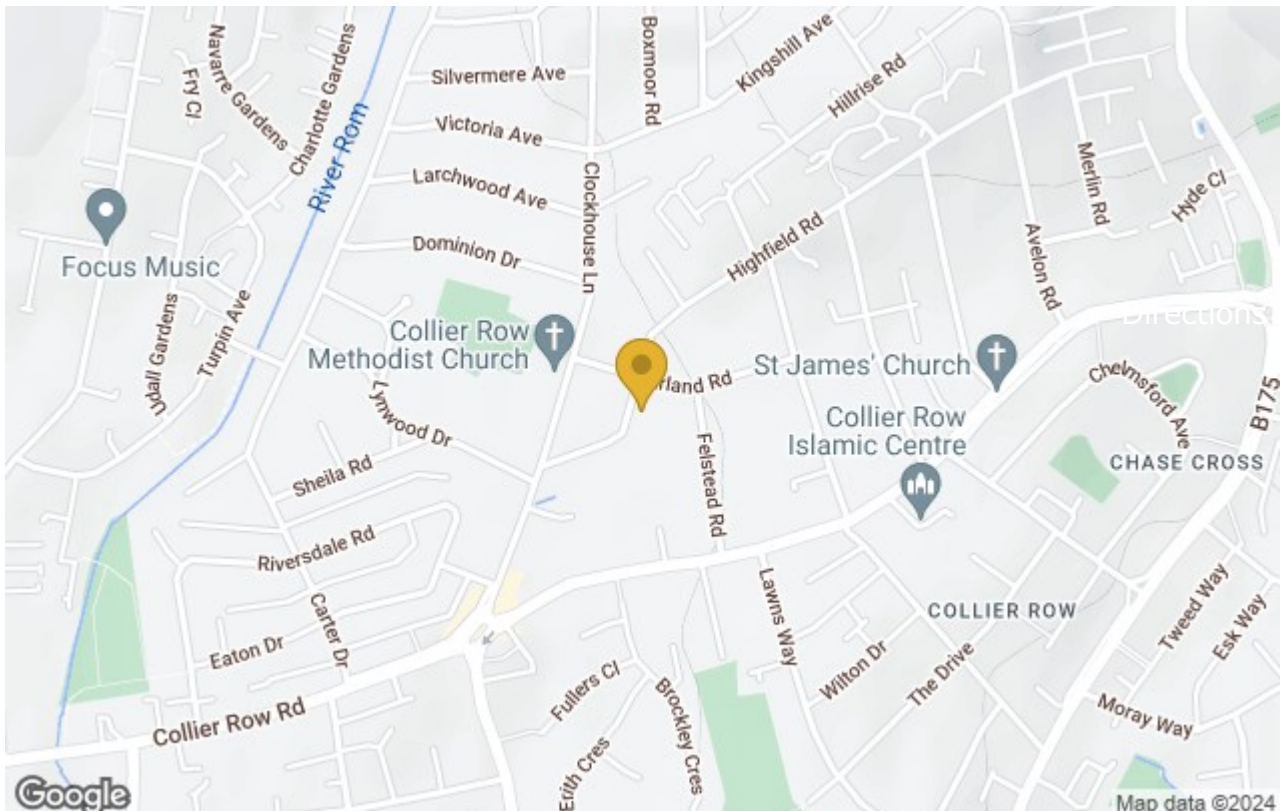 Navarre Gardens
Fry Cl
Charlotte Gardens
River Rom
Silvermere Ave
Victoria Ave
Larchwood Ave
Dominion Dr
Clockhouse Ln
Boxmoor Rd
Kingshill Ave
Hillrise Rd
Highfield Rd
Merlin Rd
Hyde Cl
Avelon Rd
Focus Music
Udall Gardens
Turpin Ave
Collier Row
Methodist Church
Directions
rland Rd
St James' Church
Collier Row
Islamic Centre
Chelmsford Ave
B175
CHASE CROSS
Lynwood Dr
Sheila Rd
Felstead Rd
Riversdale Rd
Carter Dr
Eaton Dr
Lawns Way
COLLIER ROW
Tweed Way
Esk Way
Wilton Dr
The Drive
Fullers Cl
Brockley Cres
Erith Cres
Moray Way
Collier Row Rd
Google
Map data ©2024